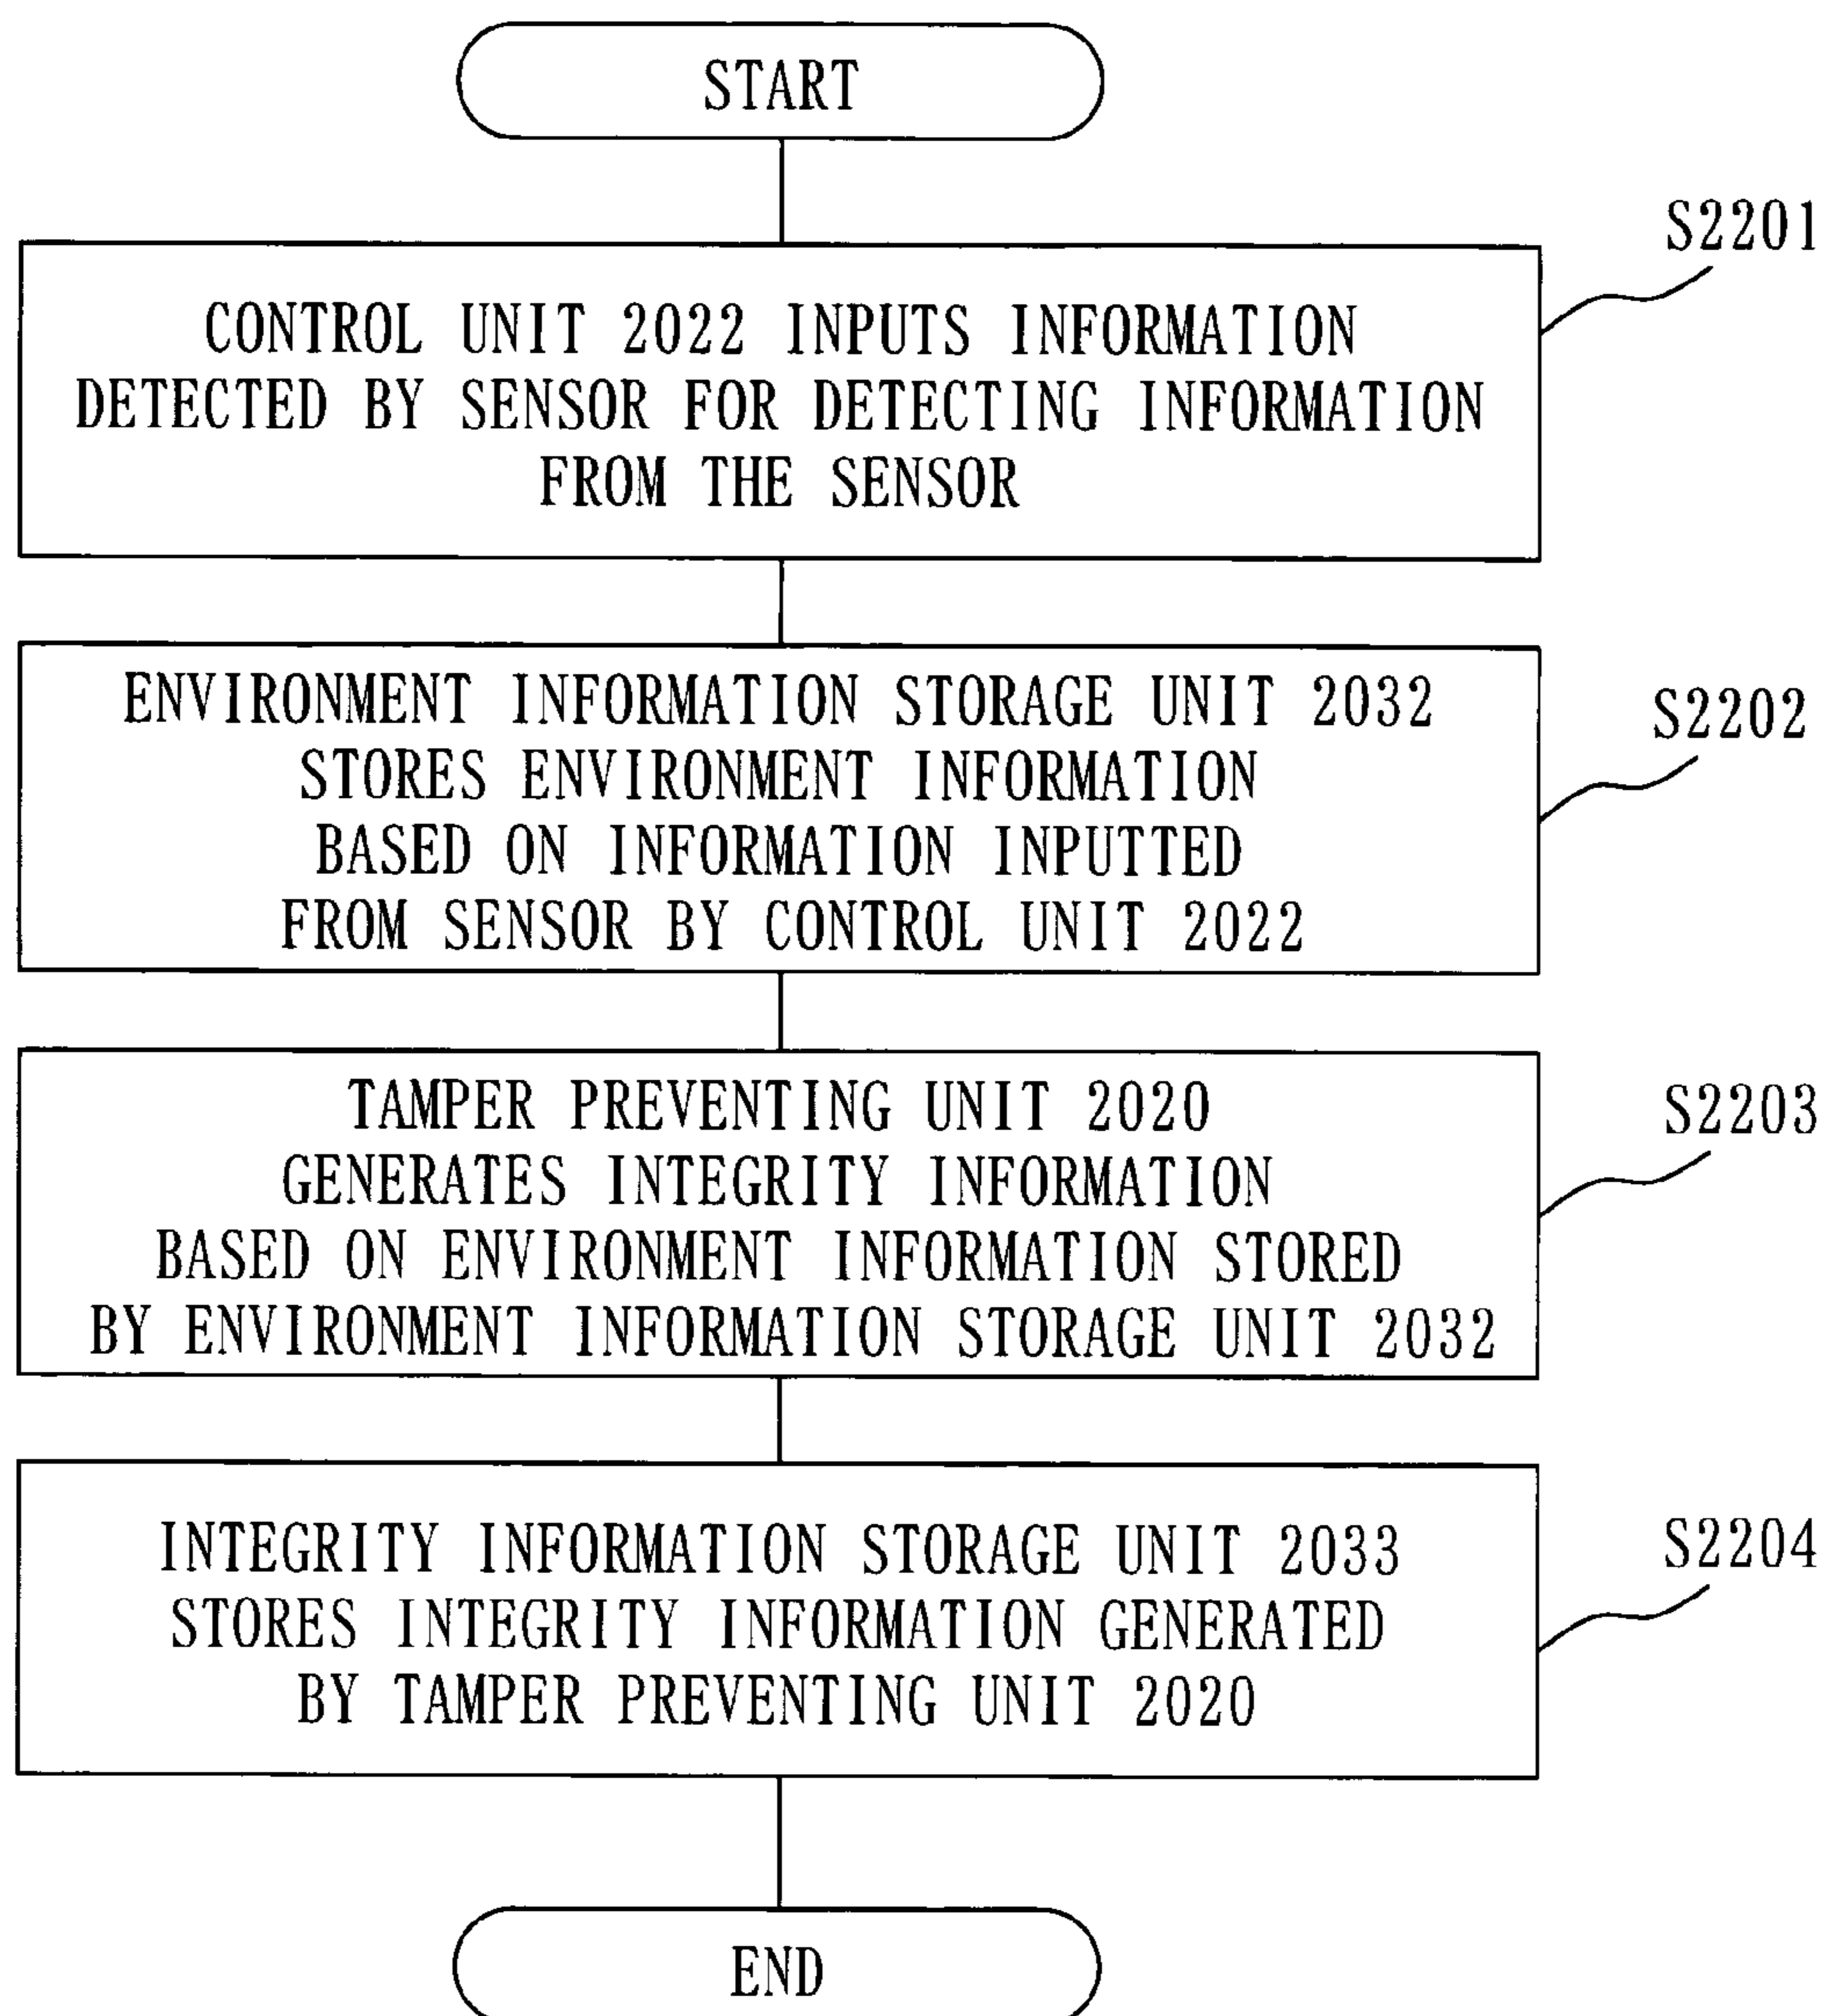 START
S2201
CONTROL UNIT 2022 INPUTS INFORMATION
DETECTED BY SENSOR FOR DETECTING INFORMATION
FROM THE SENSOR
ENVIRONMENT INFORMATION STORAGE UNIT 2032
STORES ENVIRONMENT INFORMATION
BASED ON INFORMATION INPUTTED
FROM SENSOR BY CONTROL UNIT 2022
S2202
TAMPER PREVENTING UNIT 2020
GENERATES INTEGRITY INFORMATION
BASED ON ENVIRONMENT INFORMATION STORED
BY ENVIRONMENT INFORMATION STORAGE UNIT 2032
S2203
INTEGRITY INFORMATION STORAGE UNIT 2033
STORES INTEGRITY INFORMATION GENERATED
BY TAMPER PREVENTING UNIT 2020
S2204
END